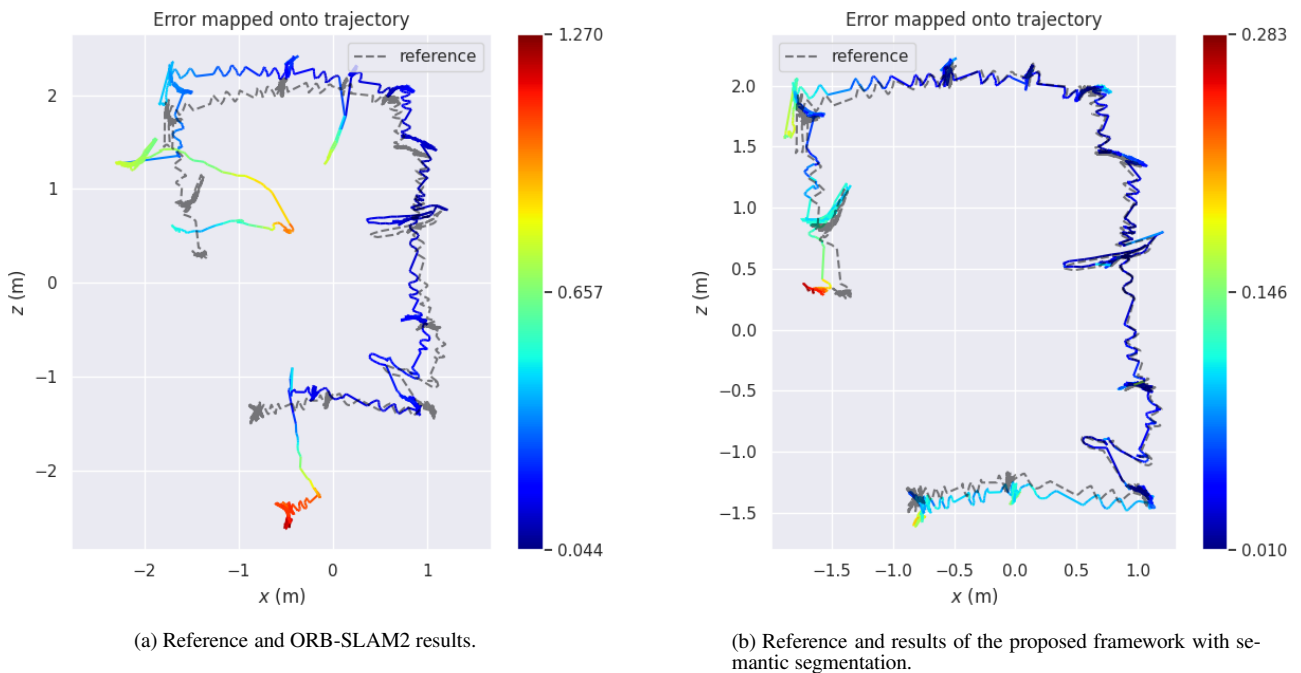 Error mapped onto trajectory
reference
1.270
0.657
0.044
2
1
0
−1
−2
z (m)
−2
−1
0
1
x (m)
(a) Reference and ORB-SLAM2 results.
Error mapped onto trajectory
reference
0.283
0.146
0.010
2.0
1.5
1.0
0.5
0.0
−0.5
−1.0
−1.5
z (m)
−1.5
−1.0
−0.5
0.0
0.5
1.0
x (m)
(b) Reference and results of the proposed framework with se-
mantic segmentation.